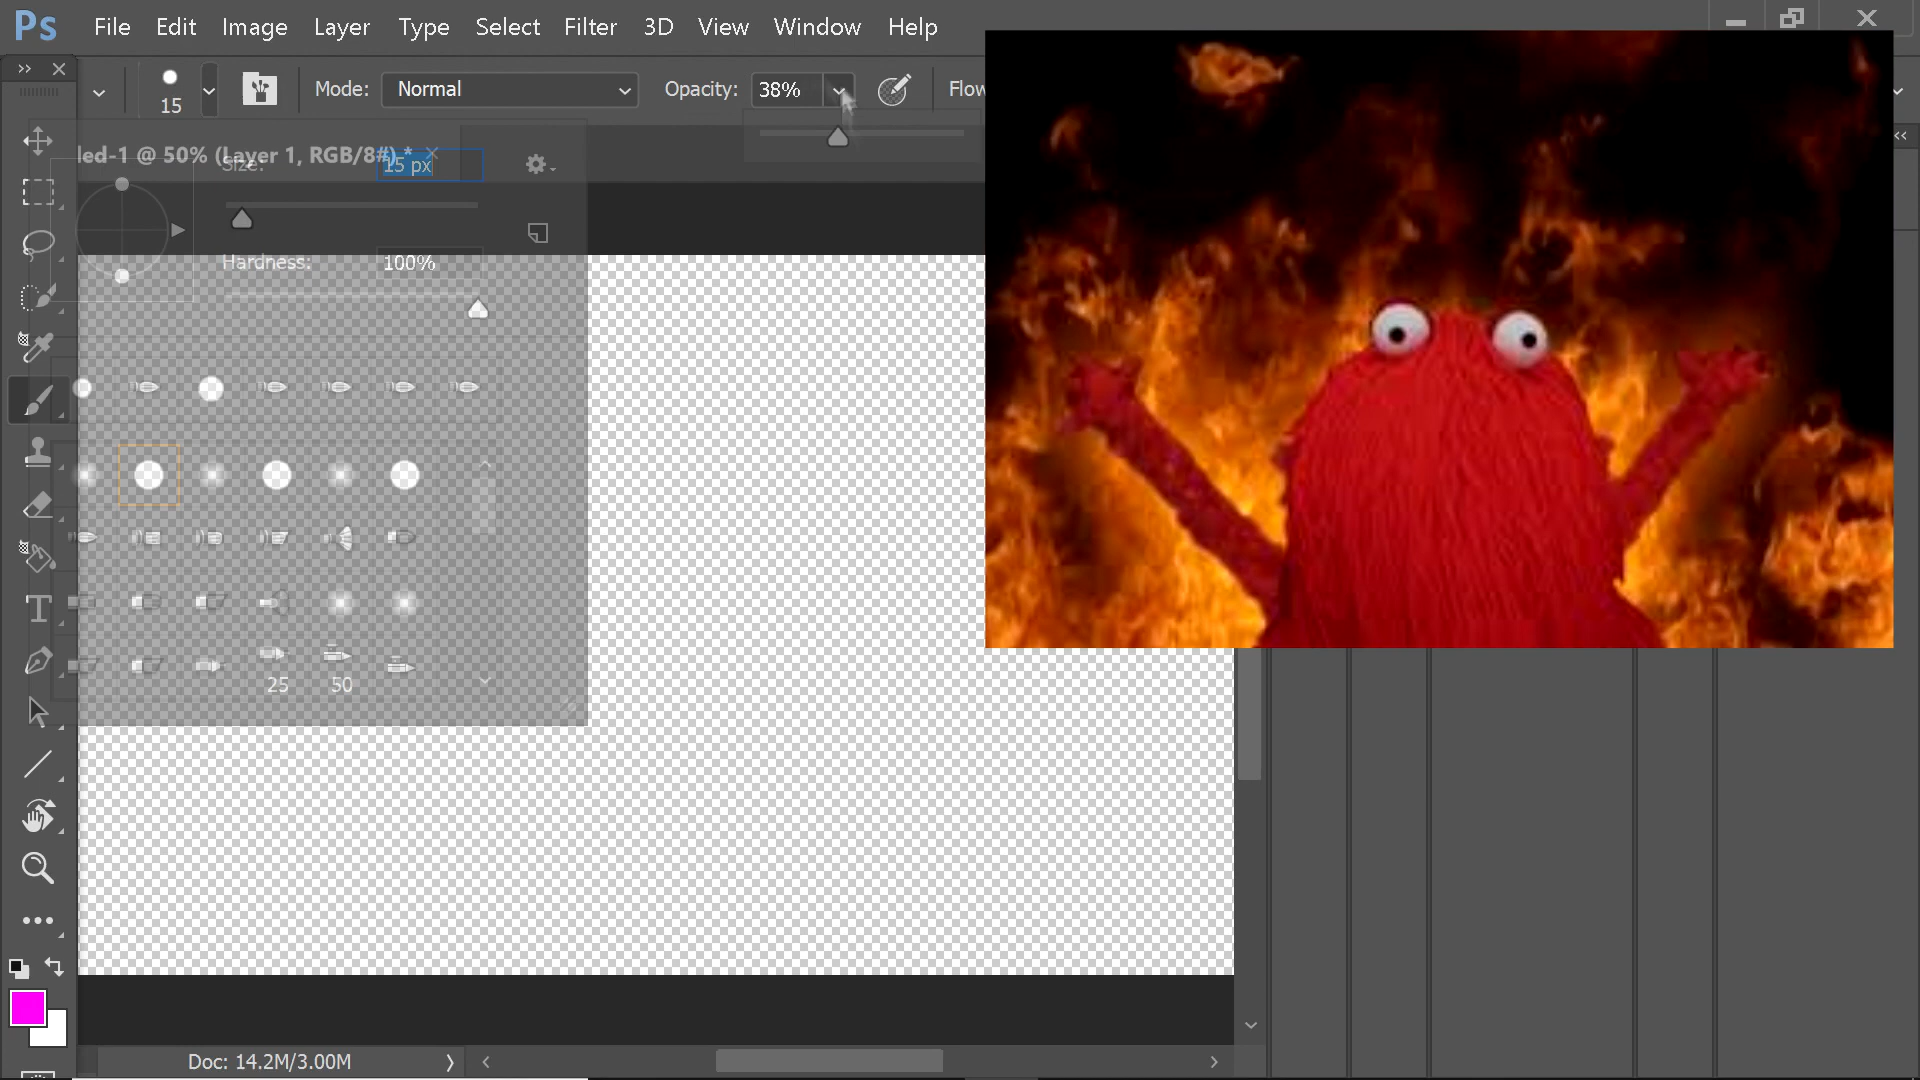 Ps File Edit Image Layer Type Select Filter 3D View Window Help
15 Mode: Normal Opacity: 38% Flow
led-1 @ 50% (Layer 1, RGB/8#) *
Size: 15 px
Hardness: 100%
25 50
T
Doc: 14.2M/3.00M